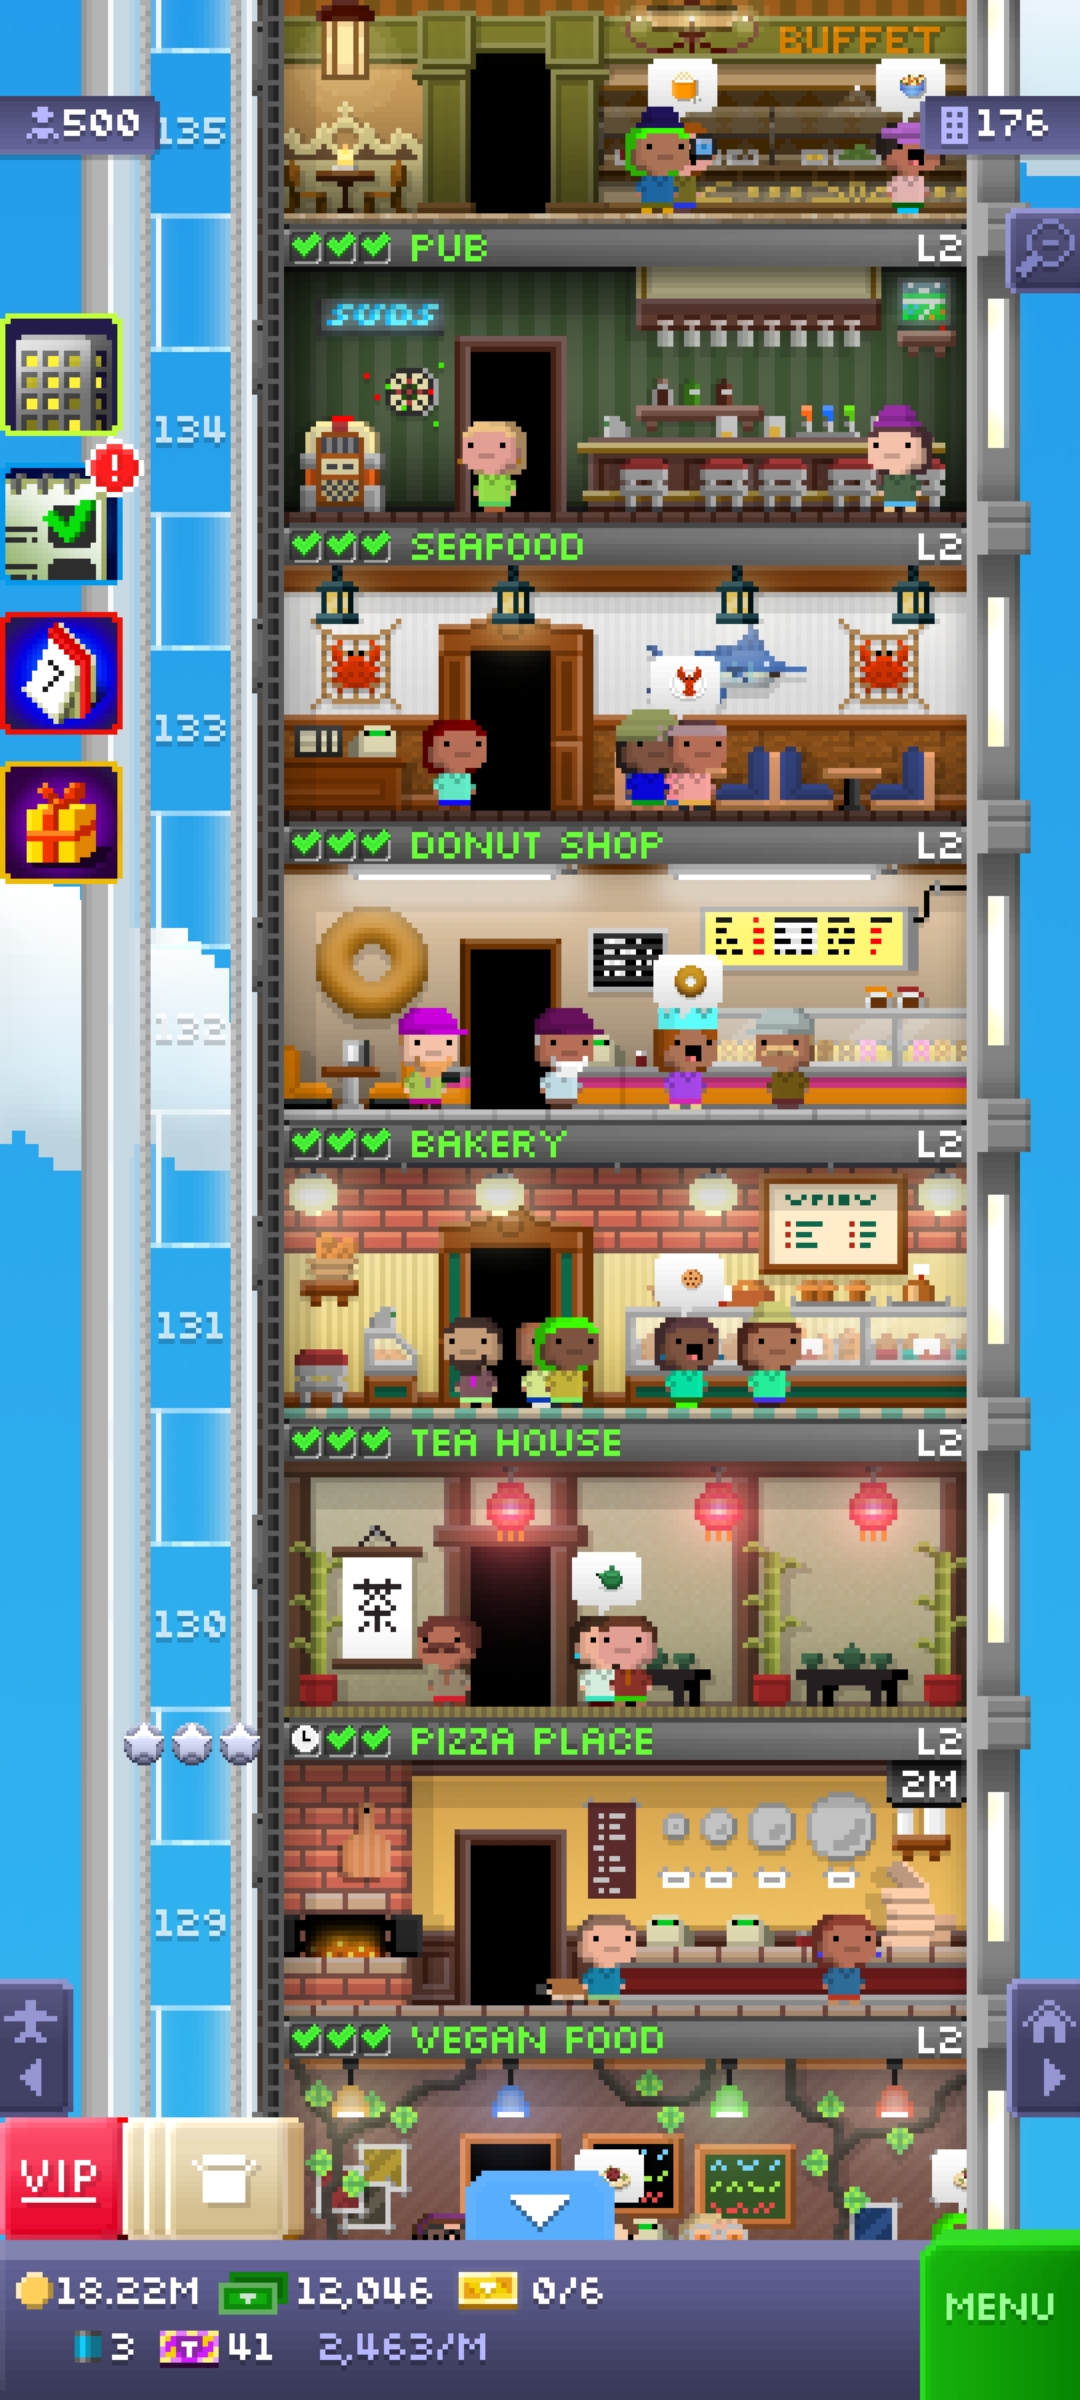 BUFFET
500
135
176
PUB L2
SUDS
134
SEAFOOD L2
133
DONUT SHOP L2
132
BAKERY L2
131
TEA HOUSE L2
茶
130
PIZZA PLACE L2
2M
129
VEGAN FOOD L2
VIP
18.22M 12,046 0/6
MENU
3 41 2,463/M